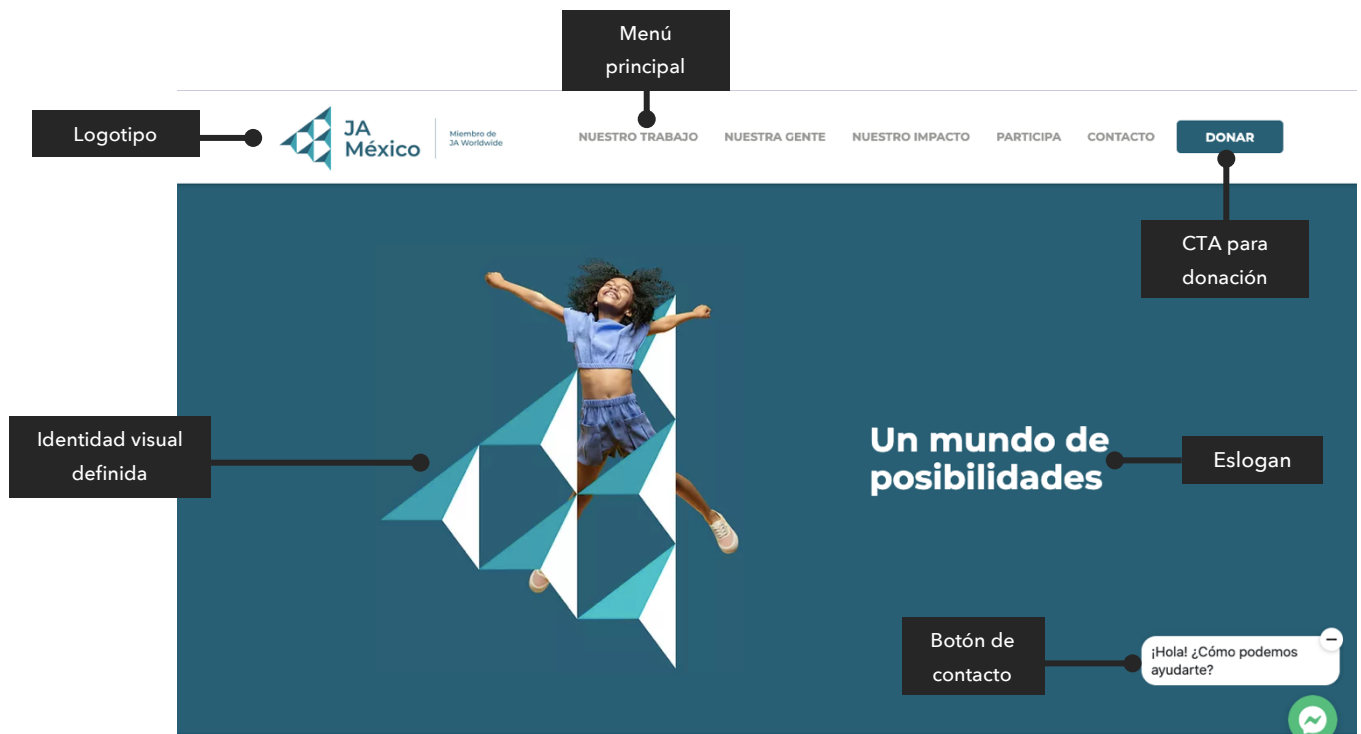 Menú
principal
Logotipo
JA
México
Miembro de
JA Worldwide
NUESTRO TRABAJO NUESTRA GENTE NUESTRO IMPACTO PARTICIPA CONTACTO DONAR
CTA para
donación
Identidad visual
definida
Un mundo de
posibilidades
Eslogan
Botón de
contacto
¡Hola! ¿Cómo podemos
ayudarte?